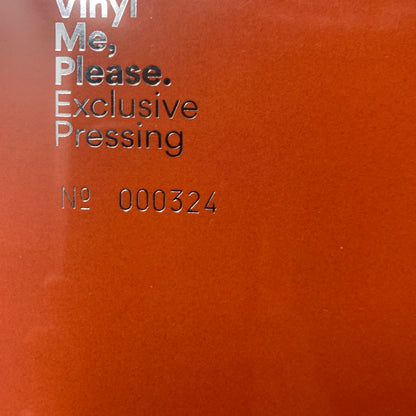 Vinyl
Me,
Please.
Exclusive
Pressing
Nº 000324